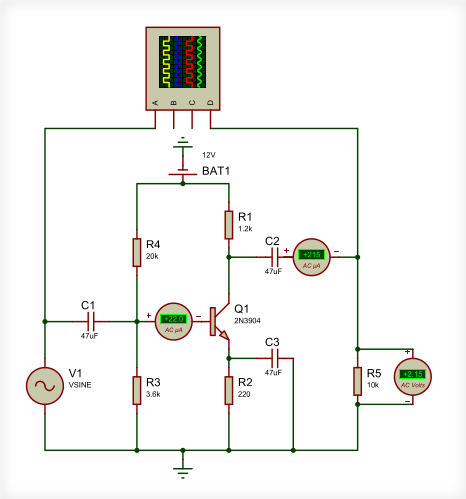 A B C D
12V
BAT1
R1
1.2k
R4
20k
C2
47uF
+ +215 −
AC µA
C1
47uF
+ +22.0 −
AC µA
Q1
2N3904
C3
47uF
V1
VSINE
R3
3.6k
R2
220
R5
10k
+
+2.15
AC Volts
−